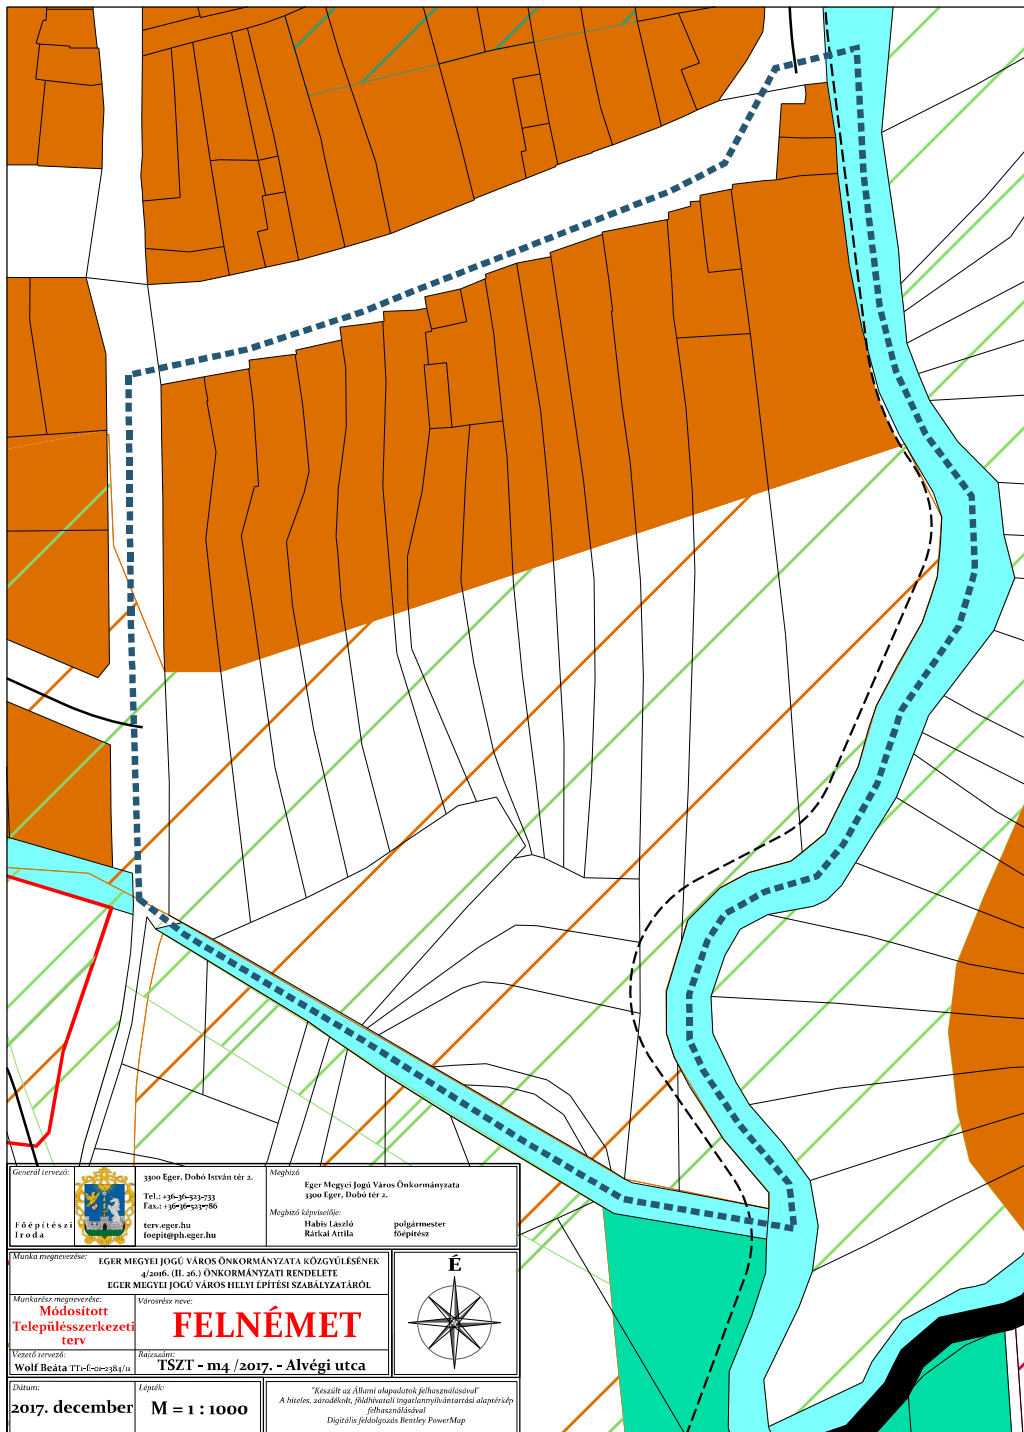 Generál tervező:
Főépítészi
Iroda
3300 Eger, Dobó István tér 2.
Tel.: +36-36-523-733
Fax.: +36-36-523-786
terv.eger.hu
foepit@ph.eger.hu
Megbízó
Eger Megyei Jogú Város Önkormányzata
3300 Eger, Dobó tér 2.
Megbízó képviselője:
Habis László polgármester
Rátkai Attila főépítész
Munka megnevezése:
EGER MEGYEI JOGÚ VÁROS ÖNKORMÁNYZATA KÖZGYŰLÉSÉNEK
4/2016. (II. 26.) ÖNKORMÁNYZATI RENDELETE
EGER MEGYEI JOGÚ VÁROS HELYI ÉPÍTÉSI SZABÁLYZATÁRÓL
Munkarész megnevezése:
Módosított
Településszerkezeti
terv
Városrész neve:
FELNÉMET
Vezető tervező:
Wolf Beáta TT1-É-01-2384/11
Rajzszám:
TSZT - m4 /2017. - Alvégi utca
É
Dátum:
2017. december
Lépték:
M = 1 : 1000
"Készült az Állami alapadatok felhasználásával"
A hiteles, záradékolt, földhivatali ingatlannyilvántartási alaptérkép
felhasználásával
Digitális feldolgozás Bentley PowerMap